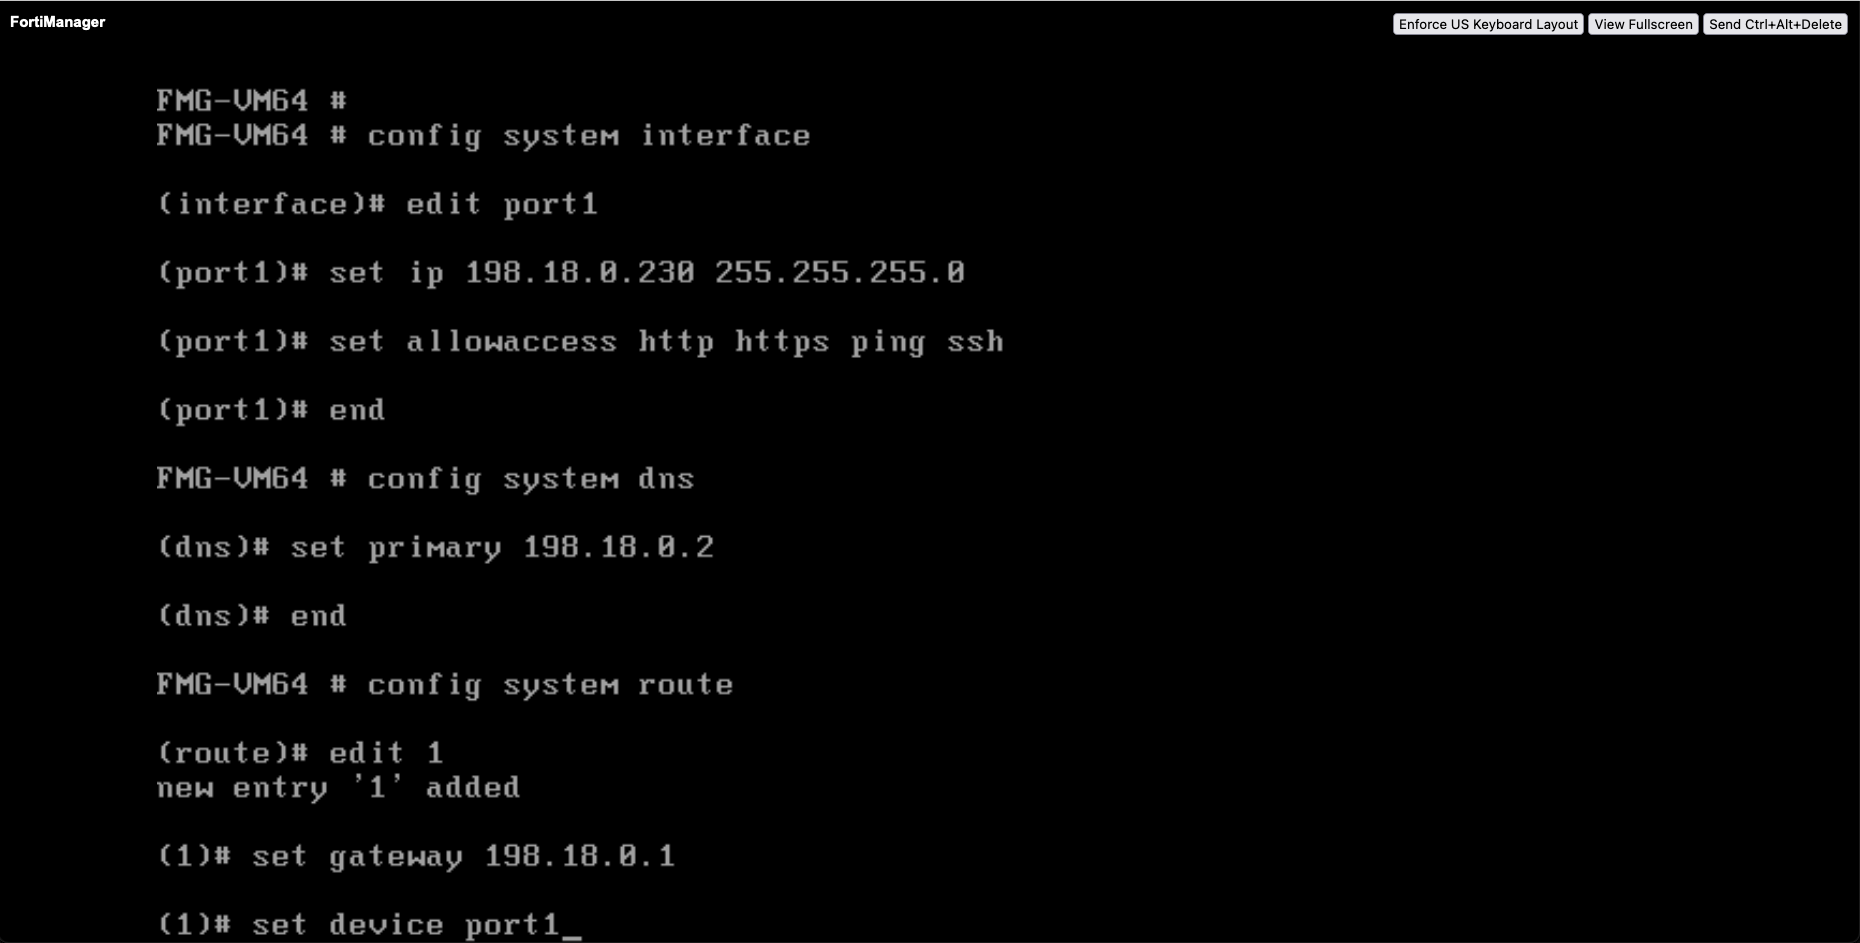 FortiManager
Enforce US Keyboard Layout View Fullscreen Send Ctrl+Alt+Delete
FMG-VM64 #
FMG-VM64 # config system interface
(interface)# edit port1
(port1)# set ip 198.18.0.230 255.255.255.0
(port1)# set allowaccess http https ping ssh
(port1)# end
FMG-VM64 # config system dns
(dns)# set primary 198.18.0.2
(dns)# end
FMG-VM64 # config system route
(route)# edit 1
new entry '1' added
(1)# set gateway 198.18.0.1
(1)# set device port1_